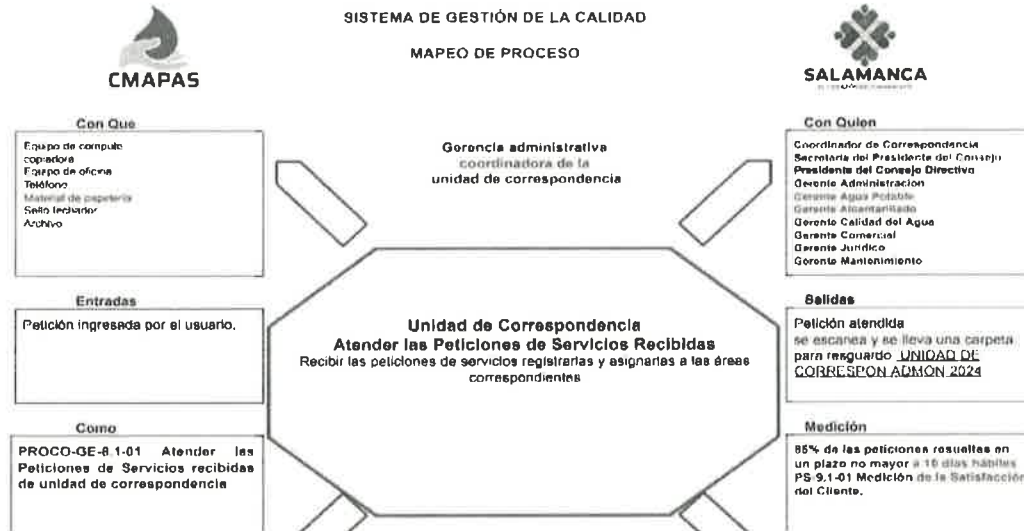 SISTEMA DE GESTIÓN DE LA CALIDAD
MAPEO DE PROCESO
CMAPAS
SALAMANCA
Con Que
Equipo de computo
copiadora
Equipo de oficina
Teléfono
Material de papeleria
Sello fechador
Archivo
Gerencia administrativa
coordinadora de la
unidad de correspondencia
Con Quien
Coordinador de Correspondencia
Secretaria del Presidente del Consejo
Presidente del Consejo Directivo
Gerente Administracion
Gerente Agua Potable
Gerente Alcantarillado
Gerente Calidad del Agua
Gerente Comercial
Gerente Jurídico
Gerente Mantenimiento
Entradas
Petición ingresada por el usuario.
Unidad de Correspondencia
Atender las Peticiones de Servicios Recibidas
Recibir las peticiones de servicios registrarlas y asignarlas a las áreas
correspondientes
Salidas
Petición atendida
se escanea y se lleva una carpeta
para resguardo UNIDAD DE
CORRESPON ADMON 2024
Como
PROCO-GE-8.1-01 Atender las
Peticiones de Servicios recibidas
de unidad de correspondencia
Medición
85% de las peticiones resueltas en
un plazo no mayor a 10 días hábiles
PS-9.1-01 Medición de la Satisfacción
del Cliente.